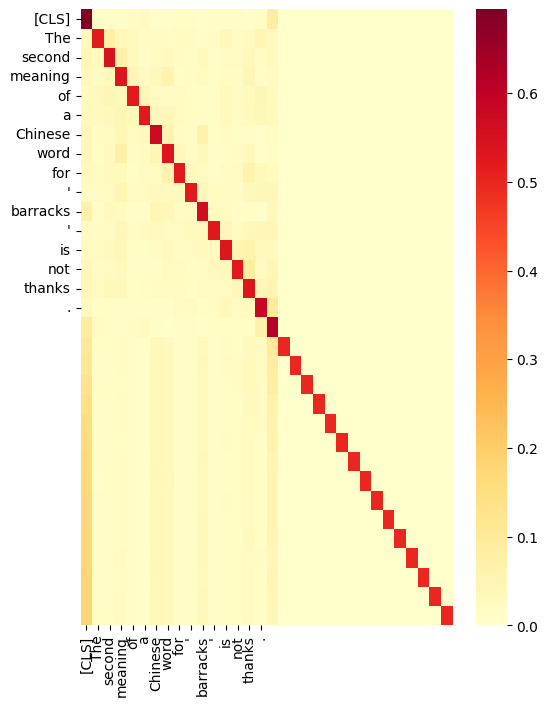 [CLS]
The
second
meaning
of
a
Chinese
word
for
'
barracks
'
is
not
thanks
.
0.6
0.5
0.4
0.3
0.2
0.1
0.0
[CLS]
The
second
meaning
of
a
Chinese
word
for
'
barracks
'
is
not
thanks
.